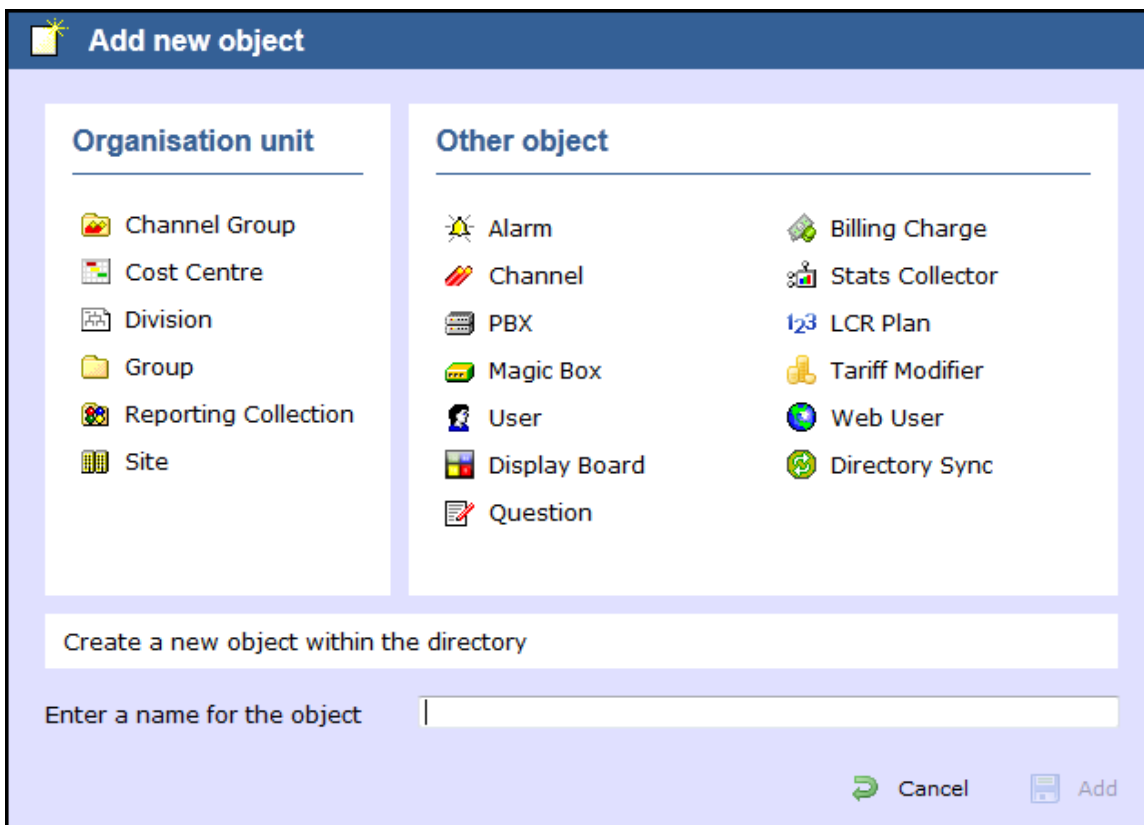 Add new object
Organisation unit
Channel Group
Cost Centre
Division
Group
Reporting Collection
Site
Other object
Alarm
Channel
PBX
Magic Box
User
Display Board
Question
Billing Charge
Stats Collector
123 LCR Plan
Tariff Modifier
Web User
Directory Sync
Create a new object within the directory
Enter a name for the object
Cancel
Add